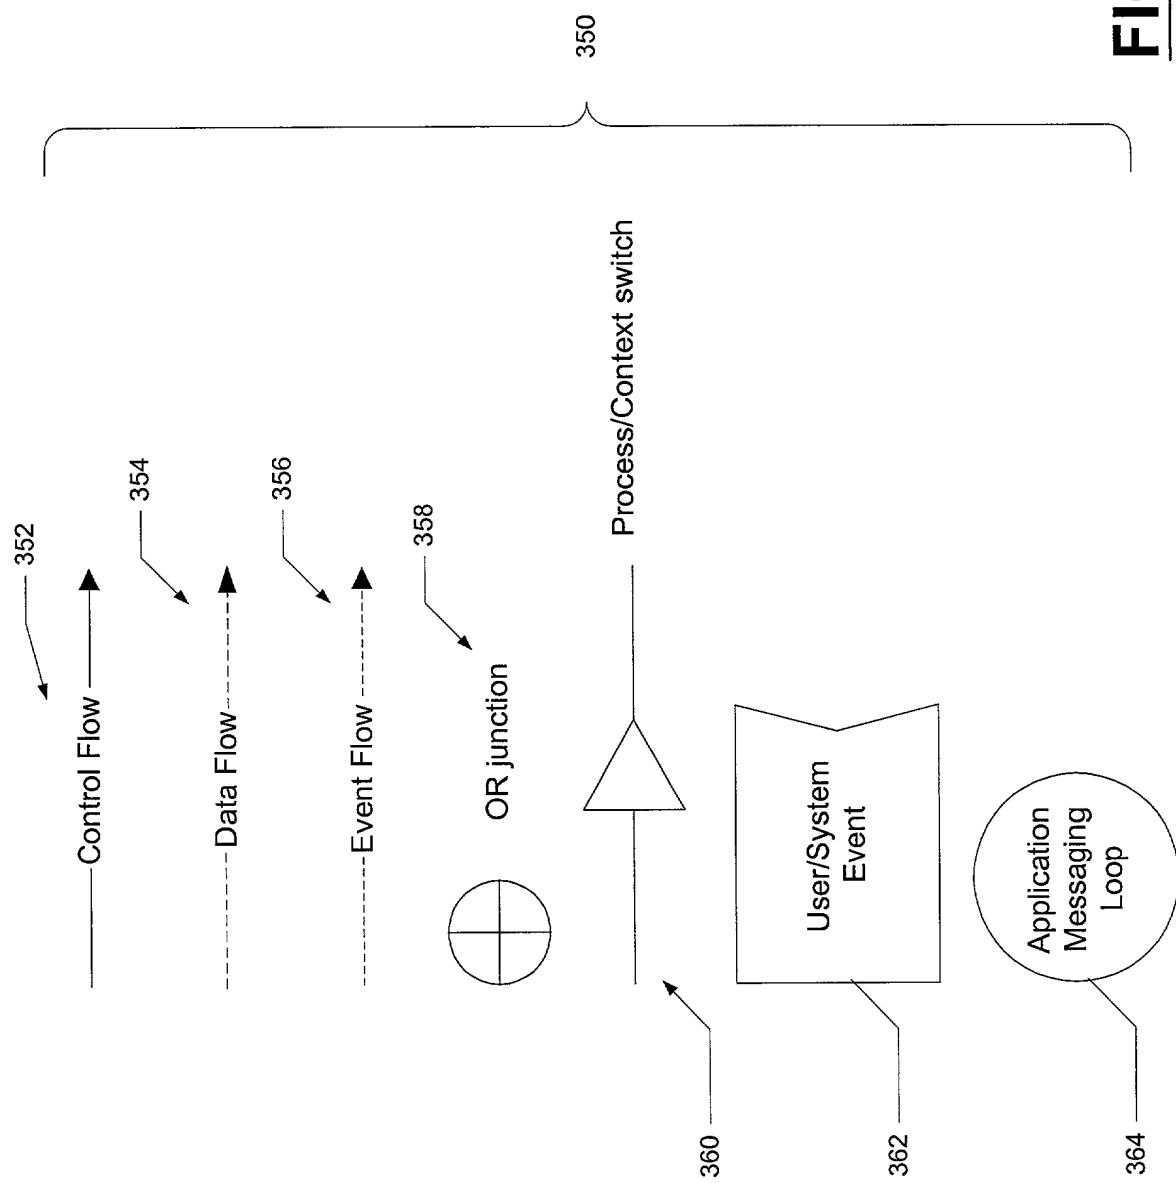 352
Control Flow
354
Data Flow
356
Event Flow
358
OR junction
360
Process/Context switch
362
User/System
Event
364
Application
Messaging
Loop
350